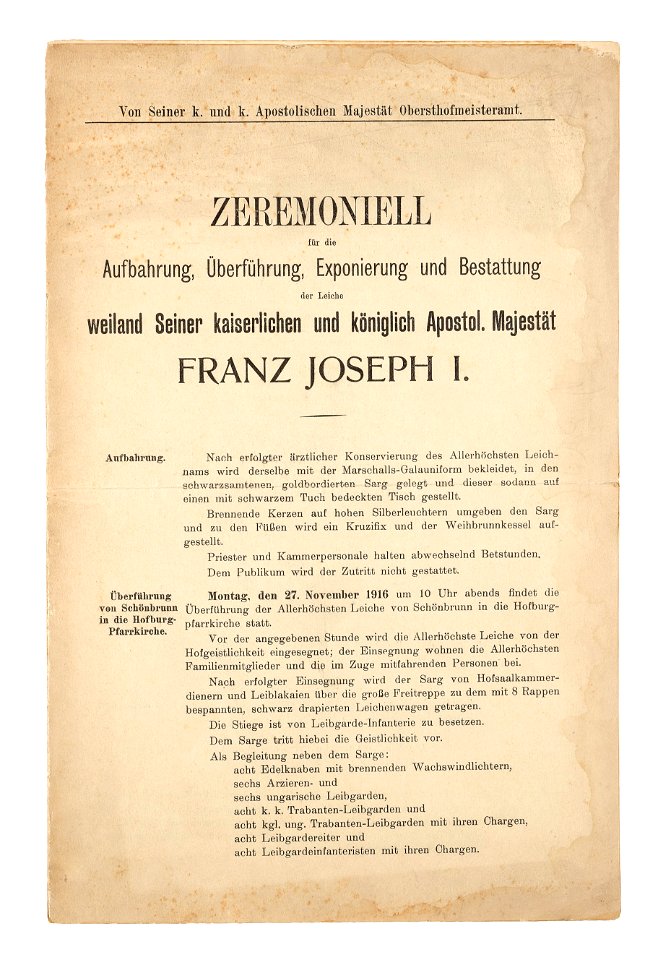 Von Seiner k. und k. Apostolischen Majestät Obersthofmeisteramt.
ZEREMONIELL
für die
Aufbahrung, Überführung, Exponierung und Bestattung
der Leiche
weiland Seiner kaiserlichen und königlich Apostol. Majestät
FRANZ JOSEPH I.
Aufbahrung.
Nach erfolgter ärztlicher Konservierung des Allerhöchsten Leich-
nams wird derselbe mit der Marschalls-Galauniform bekleidet, in den
schwarzsamtenen, goldbordierten Sarg gelegt und dieser sodann auf
einen mit schwarzem Tuch bedeckten Tisch gestellt.
Brennende Kerzen auf hohen Silberleuchtern umgeben den Sarg
und zu den Füßen wird ein Kruzifix und der Weihbrunnkessel auf-
gestellt.
Priester und Kammerpersonale halten abwechselnd Betstunden.
Dem Publikum wird der Zutritt nicht gestattet.
Überführung
von Schönbrunn
in die Hofburg-
Pfarrkirche.
Montag, den 27. November 1916 um 10 Uhr abends findet die
Überführung der Allerhöchsten Leiche von Schönbrunn in die Hofburg-
pfarrkirche statt.
Vor der angegebenen Stunde wird die Allerhöchste Leiche von der
Hofgeistlichkeit eingesegnet; der Einsegnung wohnen die Allerhöchsten
Familienmitglieder und die im Zuge mitfahrenden Personen bei.
Nach erfolgter Einsegnung wird der Sarg von Hofsaalkammer-
dienern und Leiblakaien über die große Freitreppe zu dem mit 8 Rappen
bespannten, schwarz drapierten Leichenwagen getragen.
Die Stiege ist von Leibgarde-Infanterie zu besetzen.
Dem Sarge tritt hiebei die Geistlichkeit vor.
Als Begleitung neben dem Sarge:
acht Edelknaben mit brennenden Wachswindlichtern,
sechs Arzieren- und
sechs ungarische Leibgarden,
acht k. k. Trabanten-Leibgarden und
acht kgl. ung. Trabanten-Leibgarden mit ihren Chargen,
acht Leibgardereiter und
acht Leibgardeinfanteristen mit ihren Chargen.